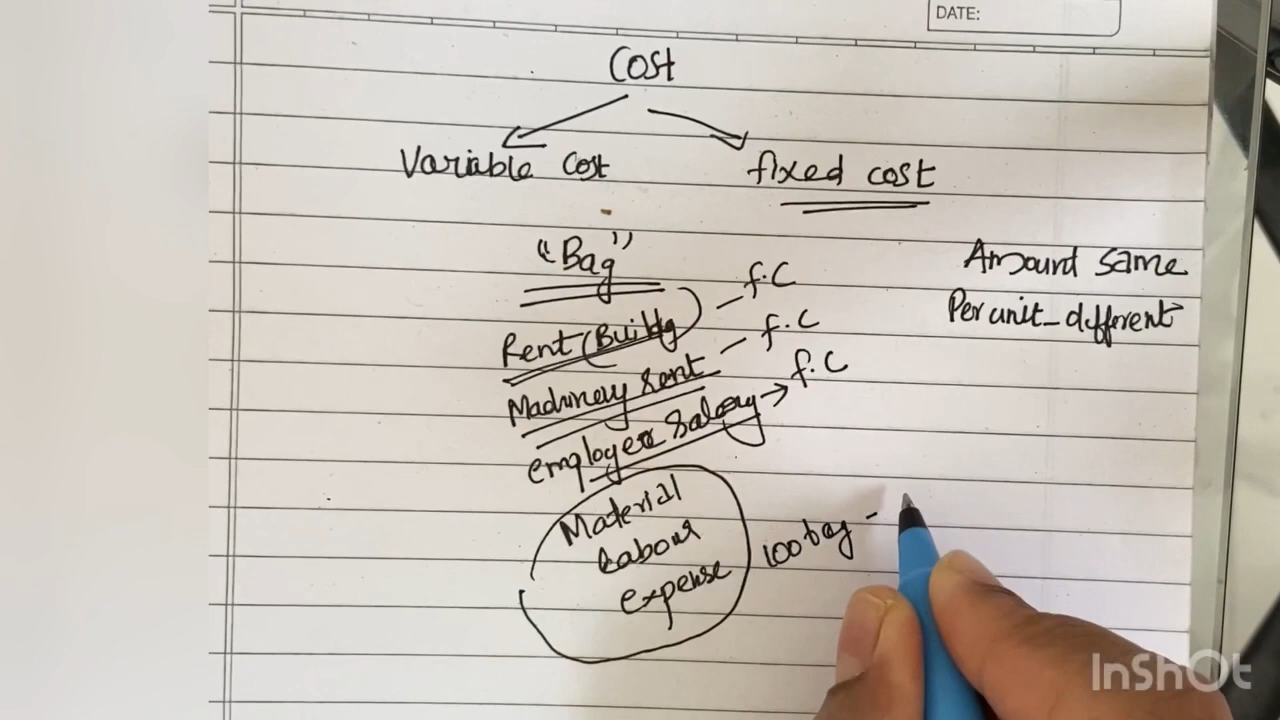 DATE:
Cost
Variable cost
fixed cost
"Bag"
Amount same
Per unit - different
Rent (Buildg) - f.C
Machinery rent - f.C
employee Salary → f.C
Material
Labour
expense
100 bag -
InShOt